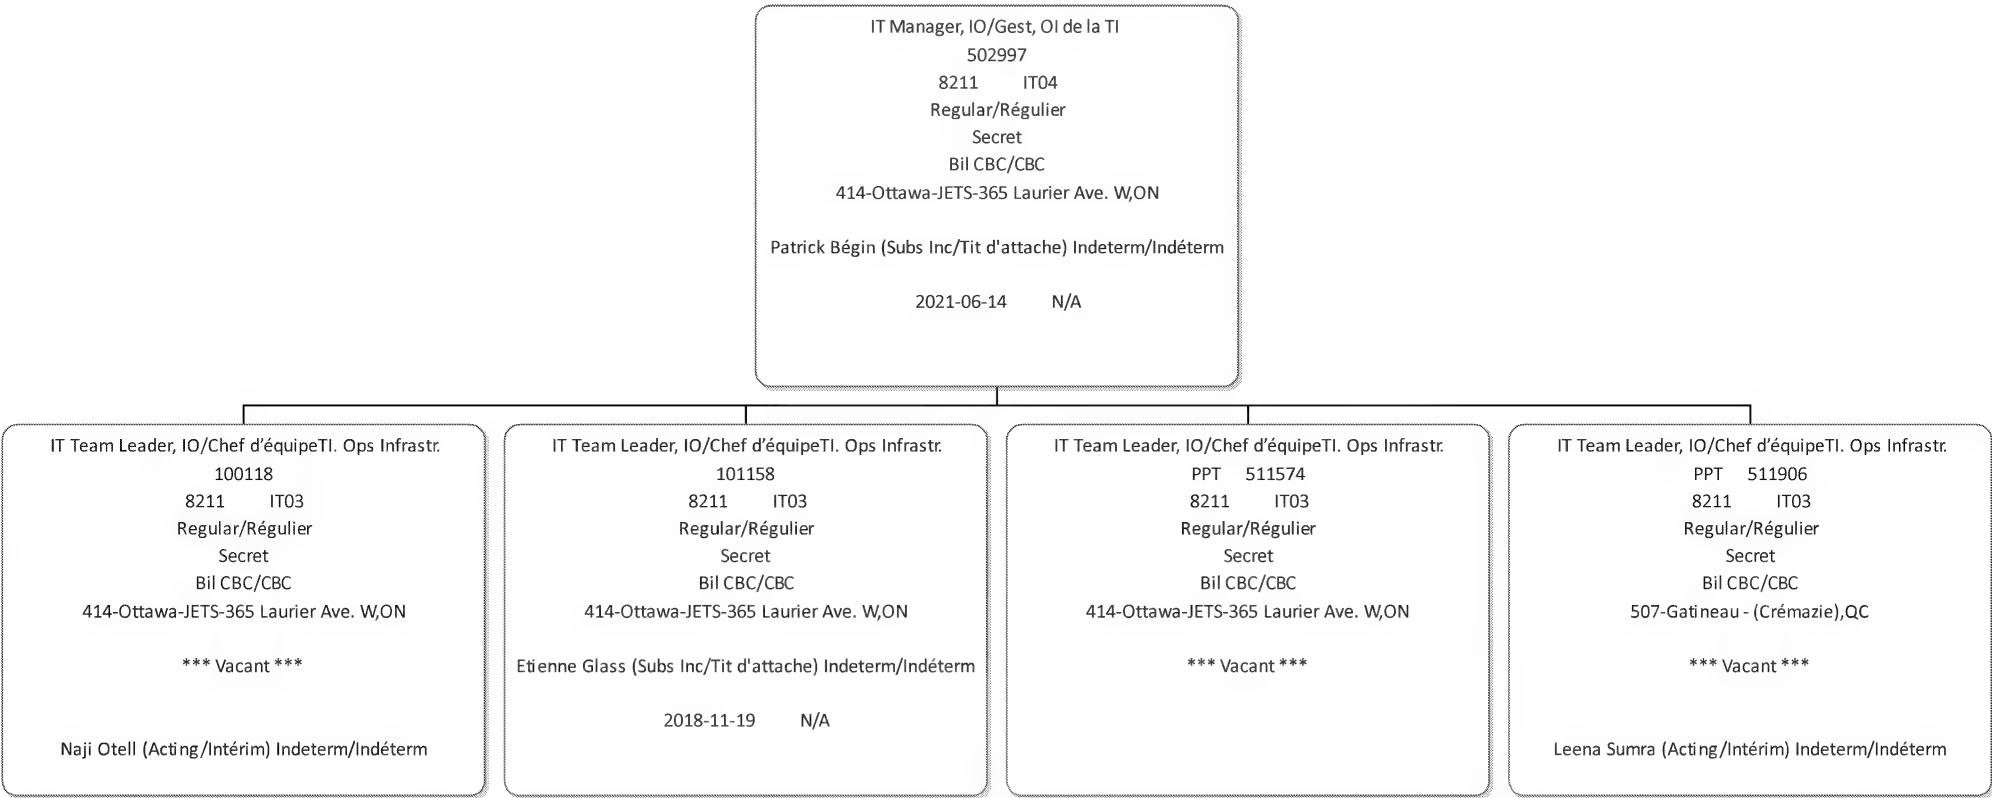 IT Manager, IO/Gest, OI de la TI
502997
8211 IT04
Regular/Régulier
Secret
Bil CBC/CBC
414-Ottawa-JETS-365 Laurier Ave. W,ON
Patrick Bégin (Subs Inc/Tit d'attache) Indeterm/Indéterm
2021-06-14 N/A
IT Team Leader, IO/Chef d’équipeTI. Ops Infrastr.
100118
8211 IT03
Regular/Régulier
Secret
Bil CBC/CBC
414-Ottawa-JETS-365 Laurier Ave. W,ON
*** Vacant ***
Naji Otell (Acting/Intérim) Indeterm/Indéterm
IT Team Leader, IO/Chef d’équipeTI. Ops Infrastr.
101158
8211 IT03
Regular/Régulier
Secret
Bil CBC/CBC
414-Ottawa-JETS-365 Laurier Ave. W,ON
Etienne Glass (Subs Inc/Tit d'attache) Indeterm/Indéterm
2018-11-19 N/A
IT Team Leader, IO/Chef d’équipeTI. Ops Infrastr.
PPT 511574
8211 IT03
Regular/Régulier
Secret
Bil CBC/CBC
414-Ottawa-JETS-365 Laurier Ave. W,ON
*** Vacant ***
IT Team Leader, IO/Chef d’équipeTI. Ops Infrastr.
PPT 511906
8211 IT03
Regular/Régulier
Secret
Bil CBC/CBC
507-Gatineau - (Crémazie),QC
*** Vacant ***
Leena Sumra (Acting/Intérim) Indeterm/Indéterm